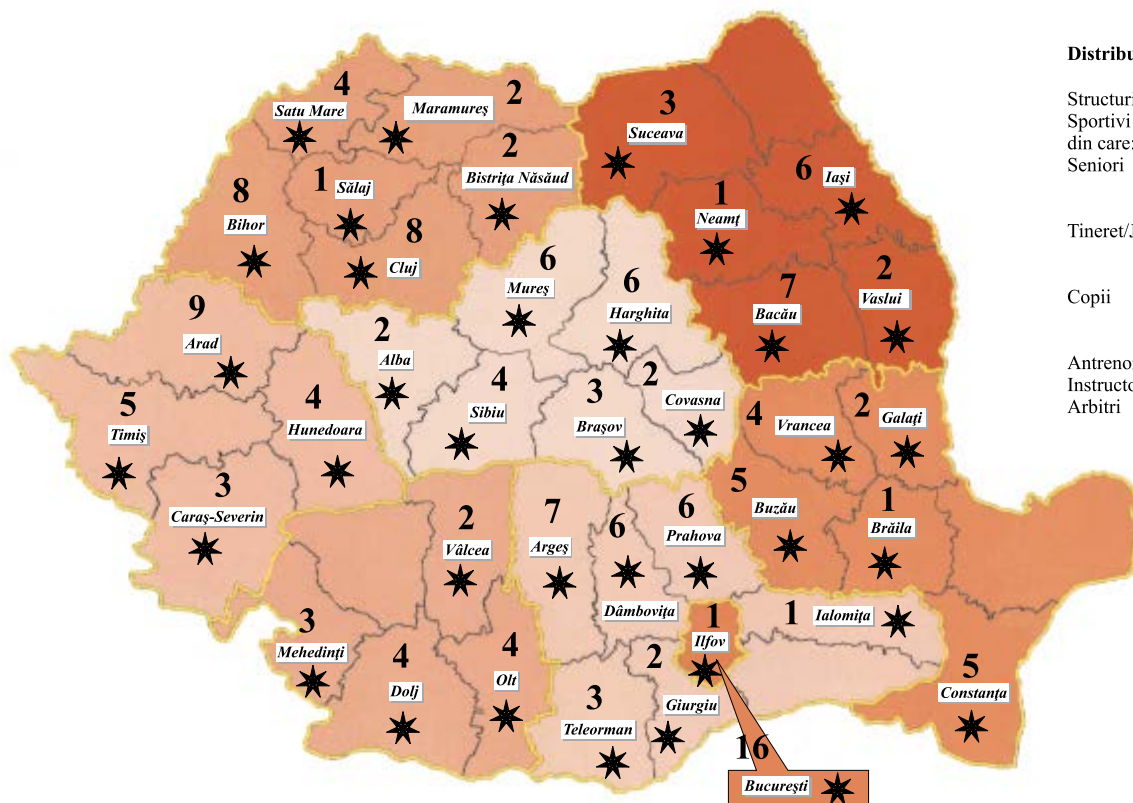 4
Satu Mare
2
Maramureş
2
Bistriţa Năsăud
1
Sălaj
8
Bihor
8
Cluj
3
Suceava
6
Iaşi
1
Neamţ
7
Bacău
2
Vaslui
6
Mureş
6
Harghita
9
Arad
2
Alba
4
Sibiu
3
Braşov
2
Covasna
5
Timiş
4
Hunedoara
3
Caraş-Severin
4
Vrancea
2
Galaţi
5
Buzău
1
Brăila
2
Vâlcea
7
Argeş
6
Dâmboviţa
6
Prahova
1
Ilfov
1
Ialomiţa
3
Mehedinţi
4
Dolj
4
Olt
3
Teleorman
2
Giurgiu
5
Constanţa
16
Bucureşti
Distribu
Structuri
Sportivi
din care:
Seniori
Tineret/J
Copii
Antreno
Instructo
Arbitri